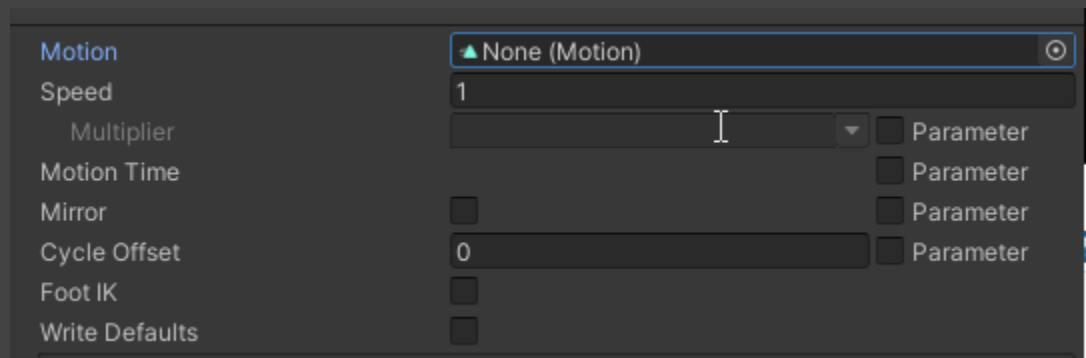 Motion None (Motion)
Speed 1
Multiplier Parameter
Motion Time Parameter
Mirror Parameter
Cycle Offset 0 Parameter
Foot IK
Write Defaults